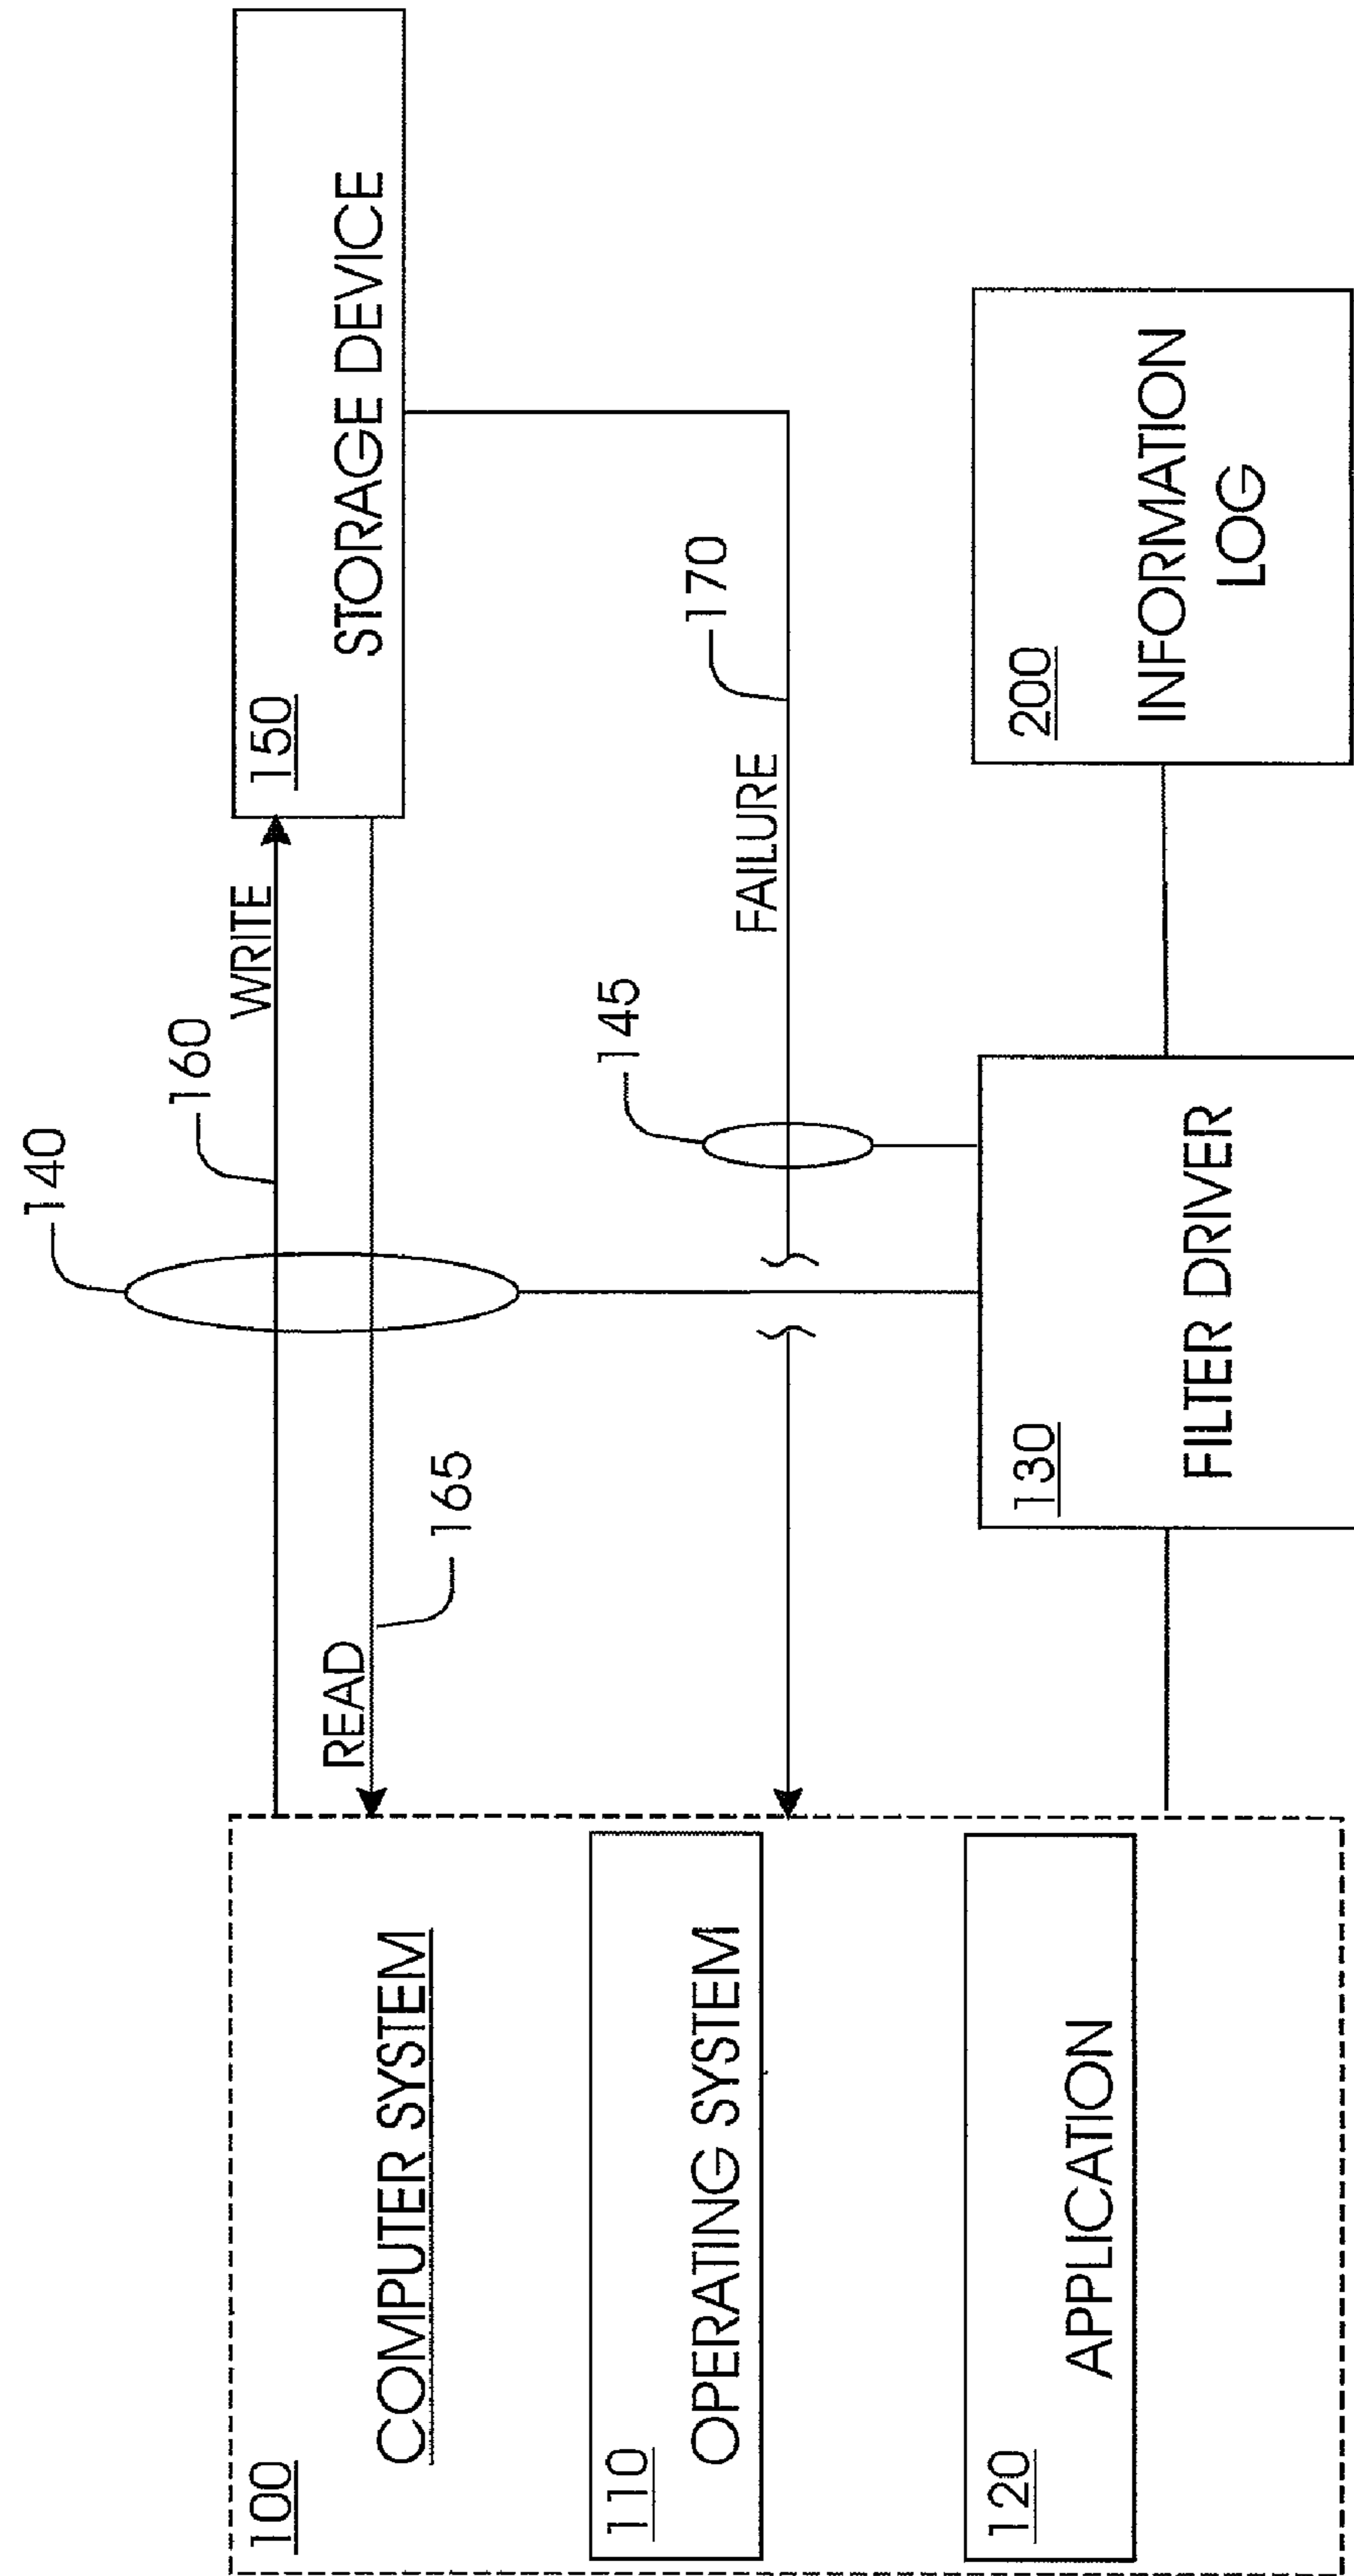 140
160
WRITE
150
STORAGE DEVICE
100
COMPUTER SYSTEM
READ
165
110
OPERATING SYSTEM
145
FAILURE
170
120
APPLICATION
130
FILTER DRIVER
200
INFORMATION
LOG